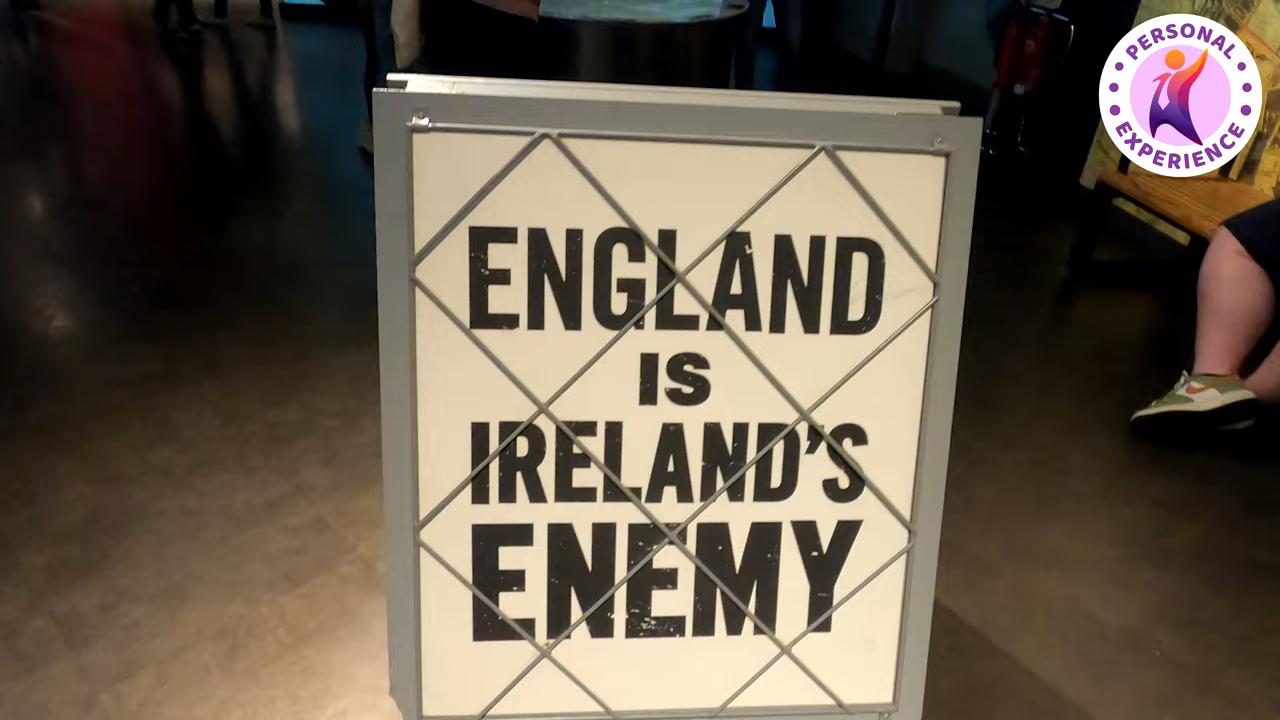 PERSONAL
EXPERIENCE
ENGLAND
IS
IRELAND'S
ENEMY